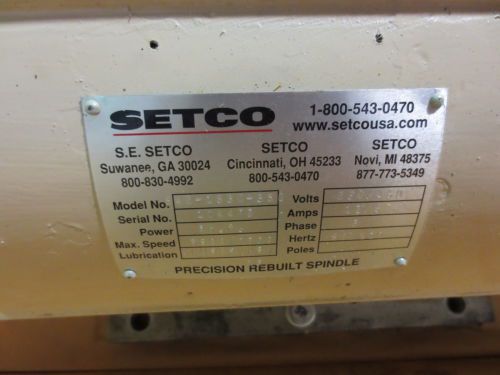 SETCO
1-800-543-0470
www.setcousa.com
S.E. SETCO
Suwanee, GA 30024
800-830-4992
SETCO
Cincinnati, OH 45233
800-543-0470
SETCO
Novi, MI 48375
877-773-5349
Model No.
Serial No.
Power
Max. Speed
Lubrication
Volts
Amps
Phase
Hertz
Poles
PRECISION REBUILT SPINDLE